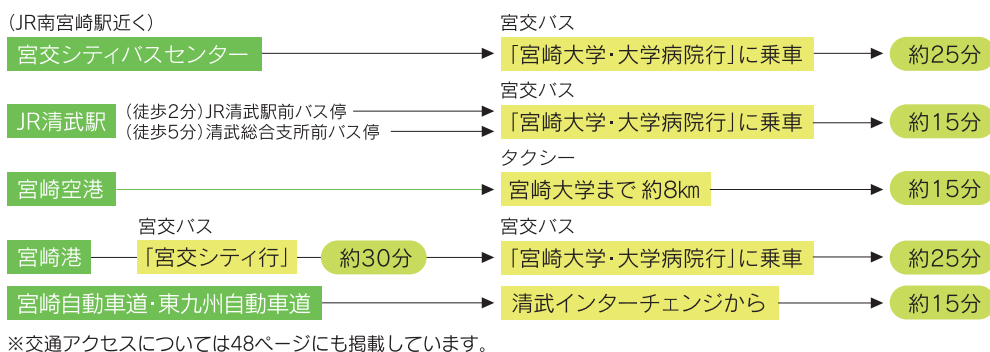 (JR南宮崎駅近く)
宮交シティバスセンター
宮交バス
「宮崎大学・大学病院行」に乗車
約25分
JR清武駅
(徒歩2分)JR清武駅前バス停
(徒歩5分)清武総合支所前バス停
宮交バス
「宮崎大学・大学病院行」に乗車
約15分
宮崎空港
タクシー
宮崎大学まで 約8km
約15分
宮崎港
宮交バス
「宮交シティ行」
約30分
宮交バス
「宮崎大学・大学病院行」に乗車
約25分
宮崎自動車道・東九州自動車道
清武インターチェンジから
約15分
※交通アクセスについては48ページにも掲載しています。